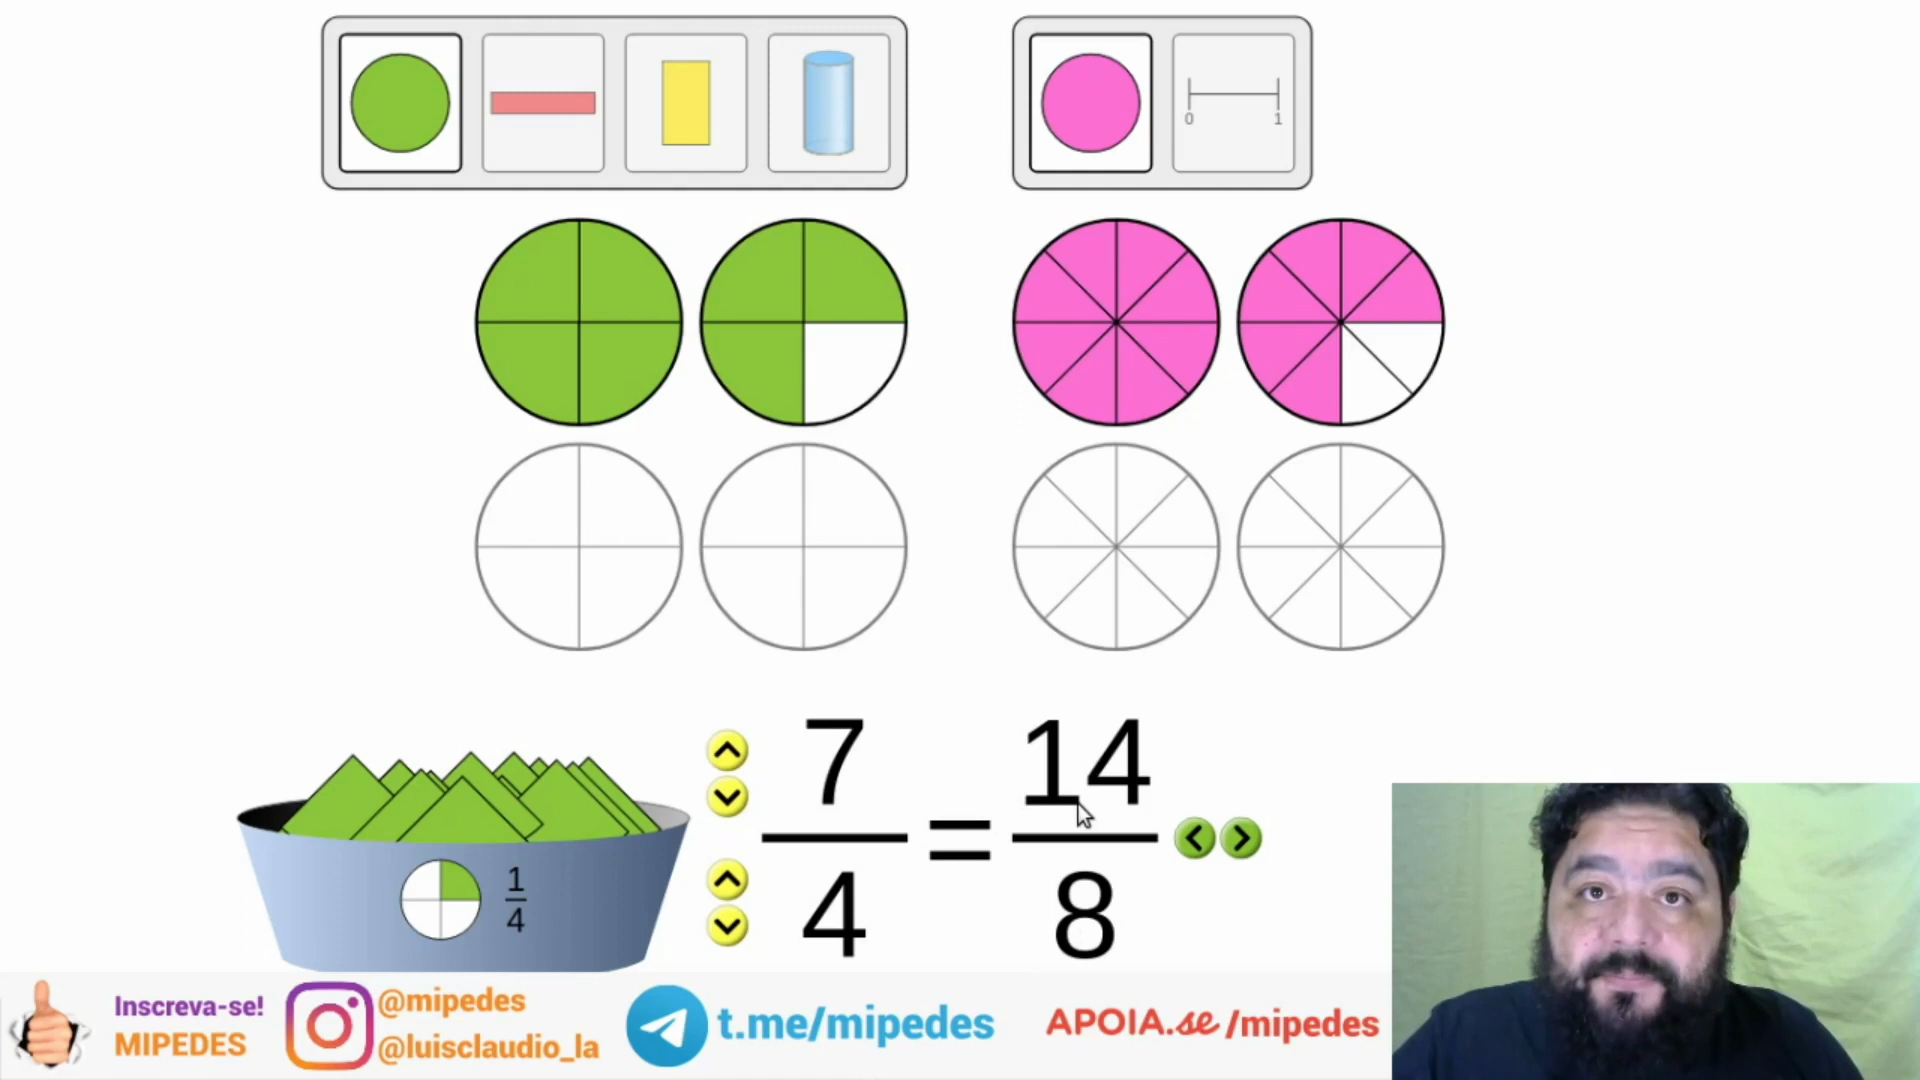 0 1
7 = 14
4 8
1
4
Inscreva-se!
MIPEDES
@mipedes
@luisclaudio_la
t.me/mipedes
APOIA.se/mipedes